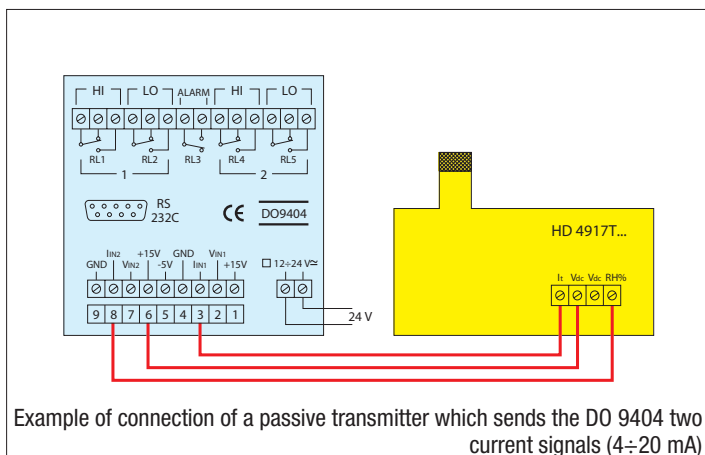 HI LO ALARM HI LO
RL1 RL2 RL3 RL4 RL5
1 2
RS
232C
CE
DO9404
HD 4917T...
IIN2 +15V GND VIN1
GND VIN2 -5V IIN1 +15V
12÷24 V≂
It Vdc Vdc RH%
9 8 7 6 5 4 3 2 1
24 V
Example of connection of a passive transmitter which sends the DO 9404 two
current signals (4÷20 mA)